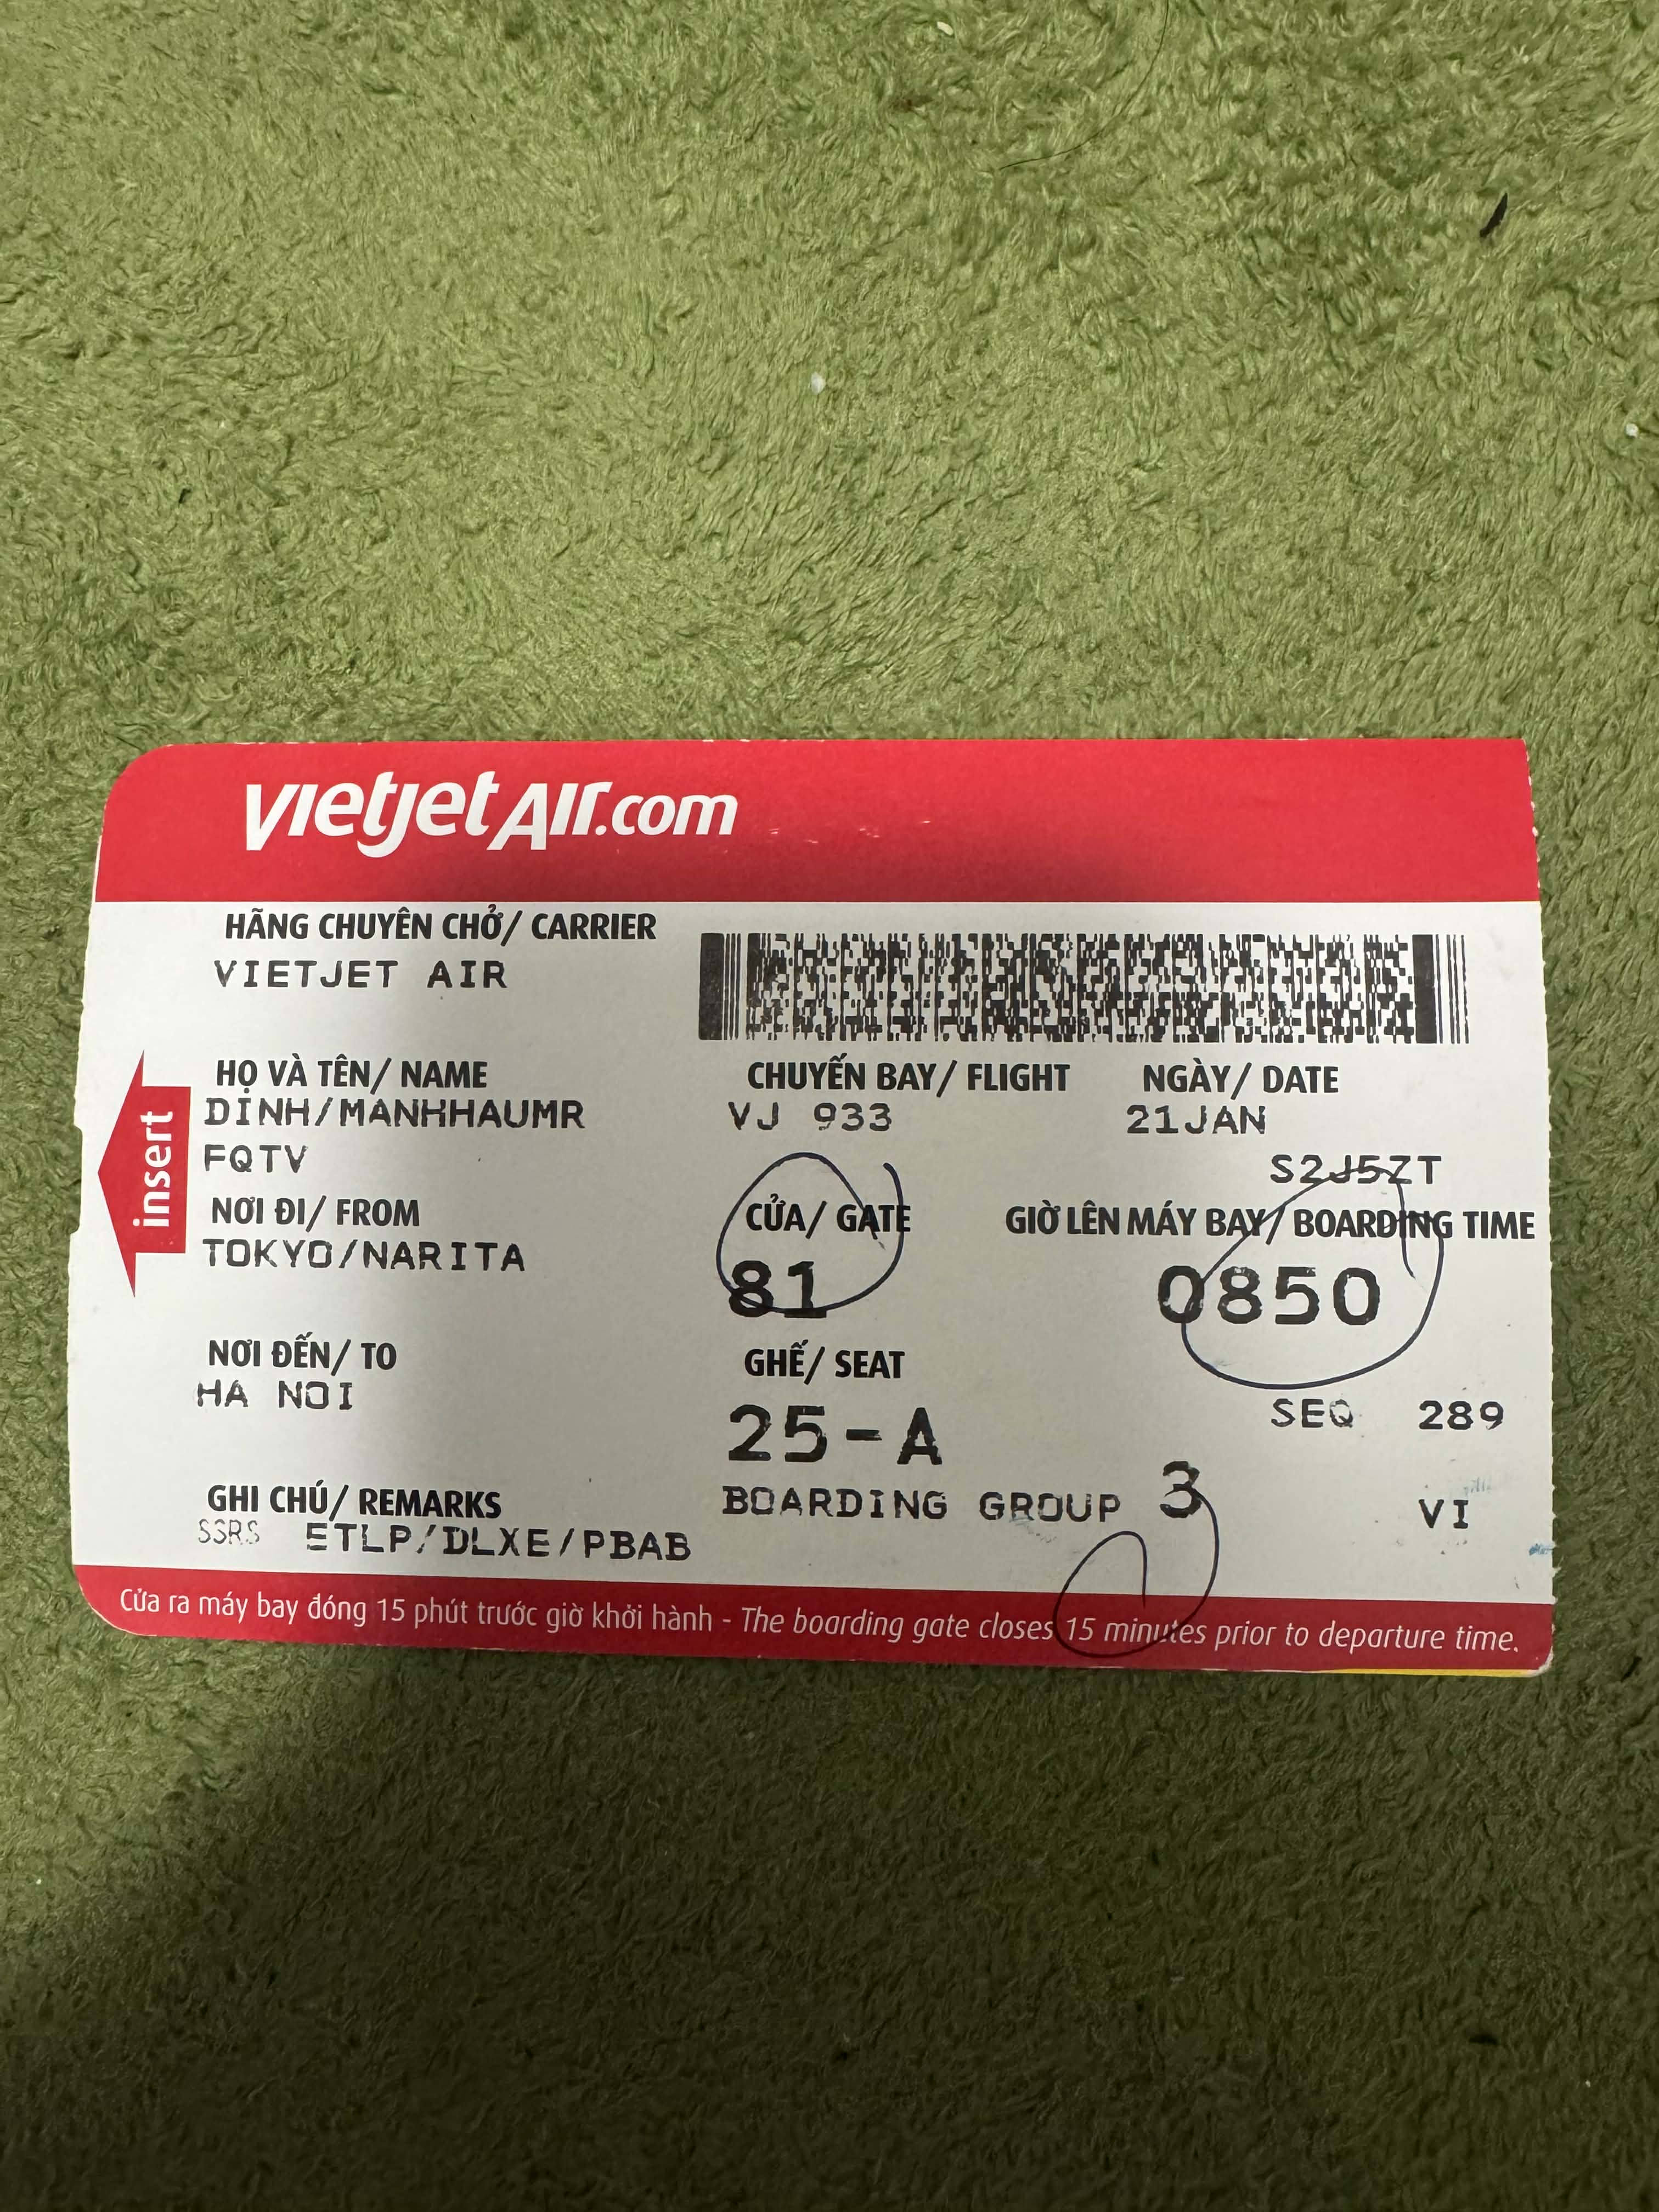 vietjetAir.com
HÃNG CHUYÊN CHỞ/ CARRIER
VIETJET AIR
HỌ VÀ TÊN/ NAME
DINH/MANHHAUMR
CHUYẾN BAY/ FLIGHT
VJ 933
NGÀY/ DATE
21JAN
FQTV
S2J5ZT
insert
NƠI ĐI/ FROM
TOKYO/NARITA
CỬA/ GATE
81
GIỜ LÊN MÁY BAY/ BOARDING TIME
0850
NƠI ĐẾN/ TO
HA NOI
GHẾ/ SEAT
25-A
SEQ 289
GHI CHÚ/ REMARKS
SSRS ETLP/DLXE/PBAB
BOARDING GROUP 3
VI
Cửa ra máy bay đóng 15 phút trước giờ khởi hành - The boarding gate closes 15 minutes prior to departure time.